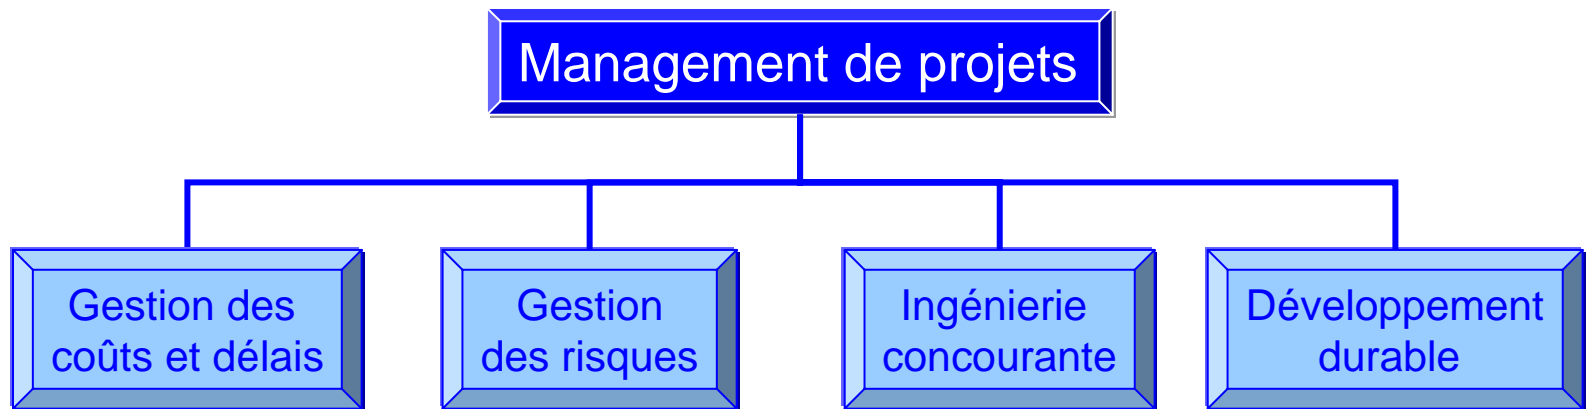 Management de projets
Gestion des
coûts et délais
Gestion
des risques
Ingénierie
concourante
Développement
durable